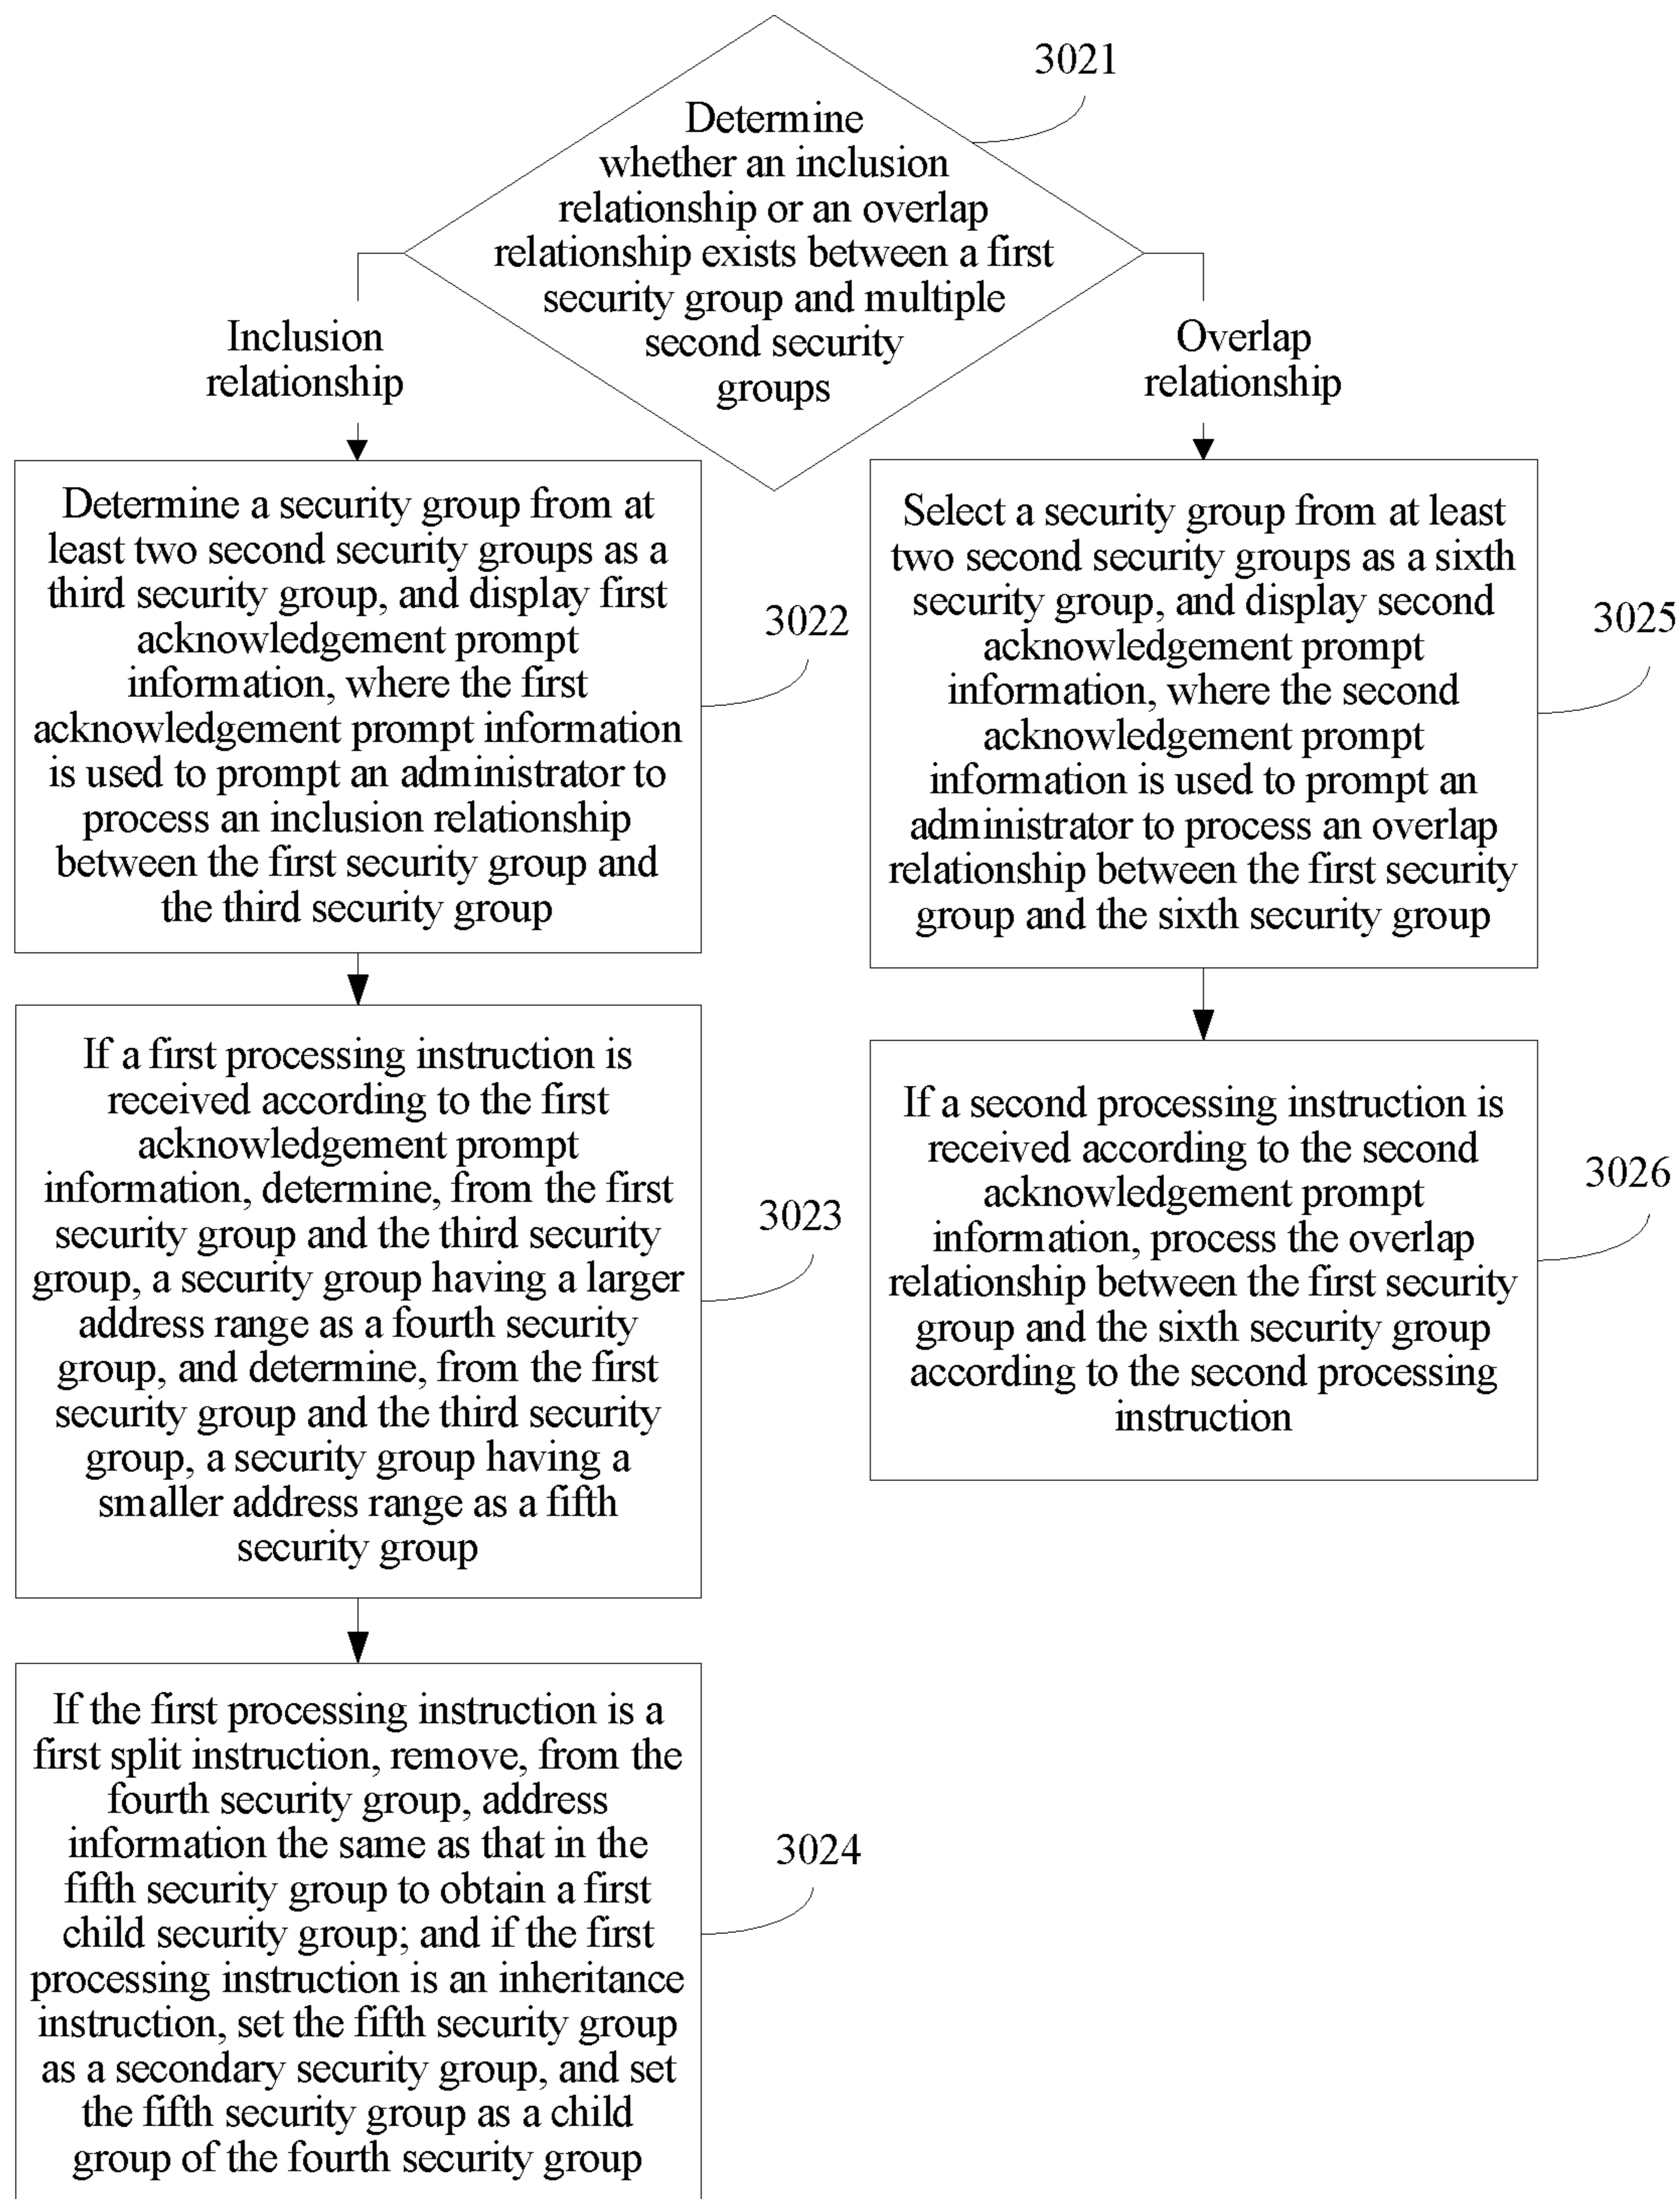 3021
Determine
whether an inclusion
relationship or an overlap
relationship exists between a first
security group and multiple
second security
groups
Inclusion
relationship
Overlap
relationship
Determine a security group from at
least two second security groups as a
third security group, and display first
acknowledgement prompt
information, where the first
acknowledgement prompt information
is used to prompt an administrator to
process an inclusion relationship
between the first security group and
the third security group
3022
Select a security group from at least
two second security groups as a sixth
security group, and display second
acknowledgement prompt
information, where the second
acknowledgement prompt
information is used to prompt an
administrator to process an overlap
relationship between the first security
group and the sixth security group
3025
If a first processing instruction is
received according to the first
acknowledgement prompt
information, determine, from the first
security group and the third security
group, a security group having a larger
address range as a fourth security
group, and determine, from the first
security group and the third security
group, a security group having a
smaller address range as a fifth
security group
3023
If a second processing instruction is
received according to the second
acknowledgement prompt
information, process the overlap
relationship between the first security
group and the sixth security group
according to the second processing
instruction
3026
If the first processing instruction is a
first split instruction, remove, from the
fourth security group, address
information the same as that in the
fifth security group to obtain a first
child security group; and if the first
processing instruction is an inheritance
instruction, set the fifth security group
as a secondary security group, and set
the fifth security group as a child
group of the fourth security group
3024